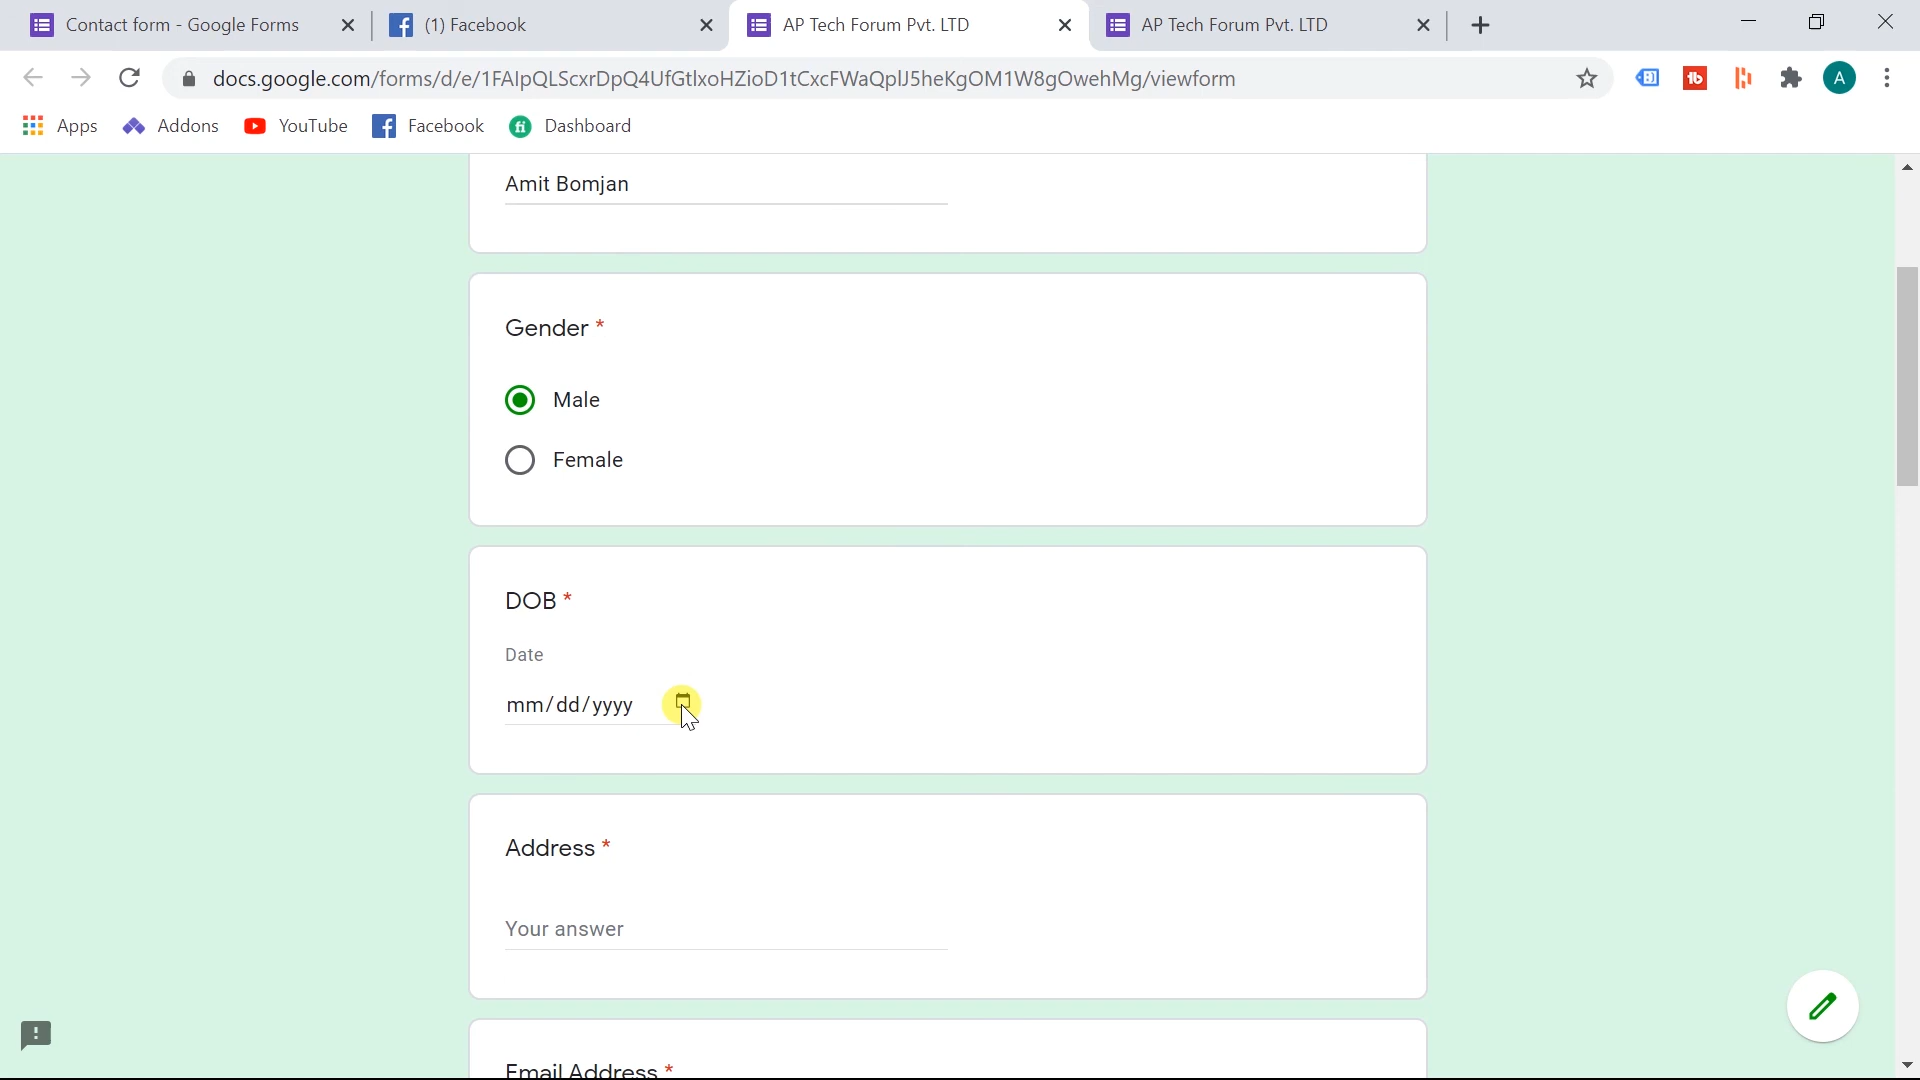 Contact form - Google Forms
(1) Facebook
AP Tech Forum Pvt. LTD
AP Tech Forum Pvt. LTD
docs.google.com/forms/d/e/1FAIpQLScxrDpQ4UfGtlxoHZioD1tCxcFWaQplJ5heKgOM1W8gOwehMg/viewform
A
Apps
Addons
YouTube
Facebook
Dashboard
Amit Bomjan
Gender *
Male
Female
DOB *
Date
mm/dd/yyyy
Address *
Your answer
Email Address *